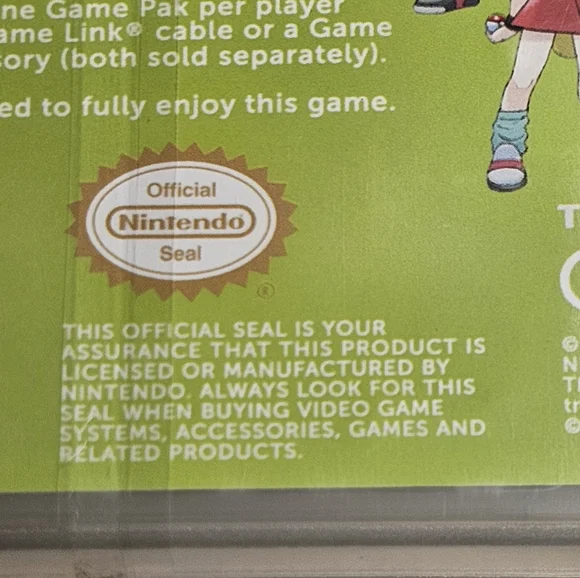 ne Game Pak per player
ame Link® cable or a Game
sory (both sold separately).
ed to fully enjoy this game.
Official
Nintendo
Seal
®
THIS OFFICIAL SEAL IS YOUR
ASSURANCE THAT THIS PRODUCT IS
LICENSED OR MANUFACTURED BY
NINTENDO. ALWAYS LOOK FOR THIS
SEAL WHEN BUYING VIDEO GAME
SYSTEMS, ACCESSORIES, GAMES AND
RELATED PRODUCTS.
T
©
N
T
tr
©